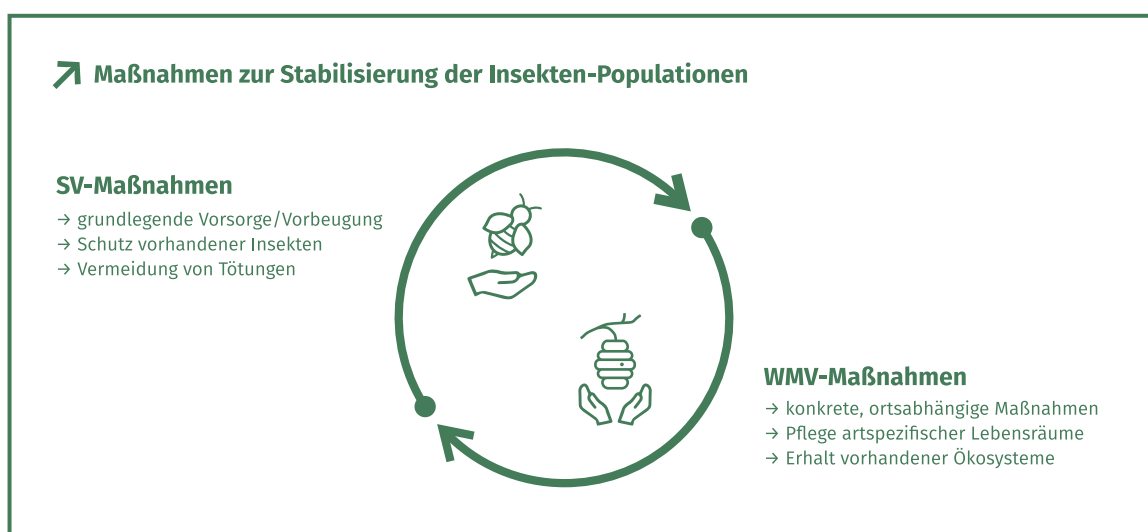 Maßnahmen zur Stabilisierung der Insekten-Populationen
SV-Maßnahmen
→ grundlegende Vorsorge/Vorbeugung
→ Schutz vorhandener Insekten
→ Vermeidung von Tötungen
WMV-Maßnahmen
→ konkrete, ortsabhängige Maßnahmen
→ Pflege artspezifischer Lebensräume
→ Erhalt vorhandener Ökosysteme